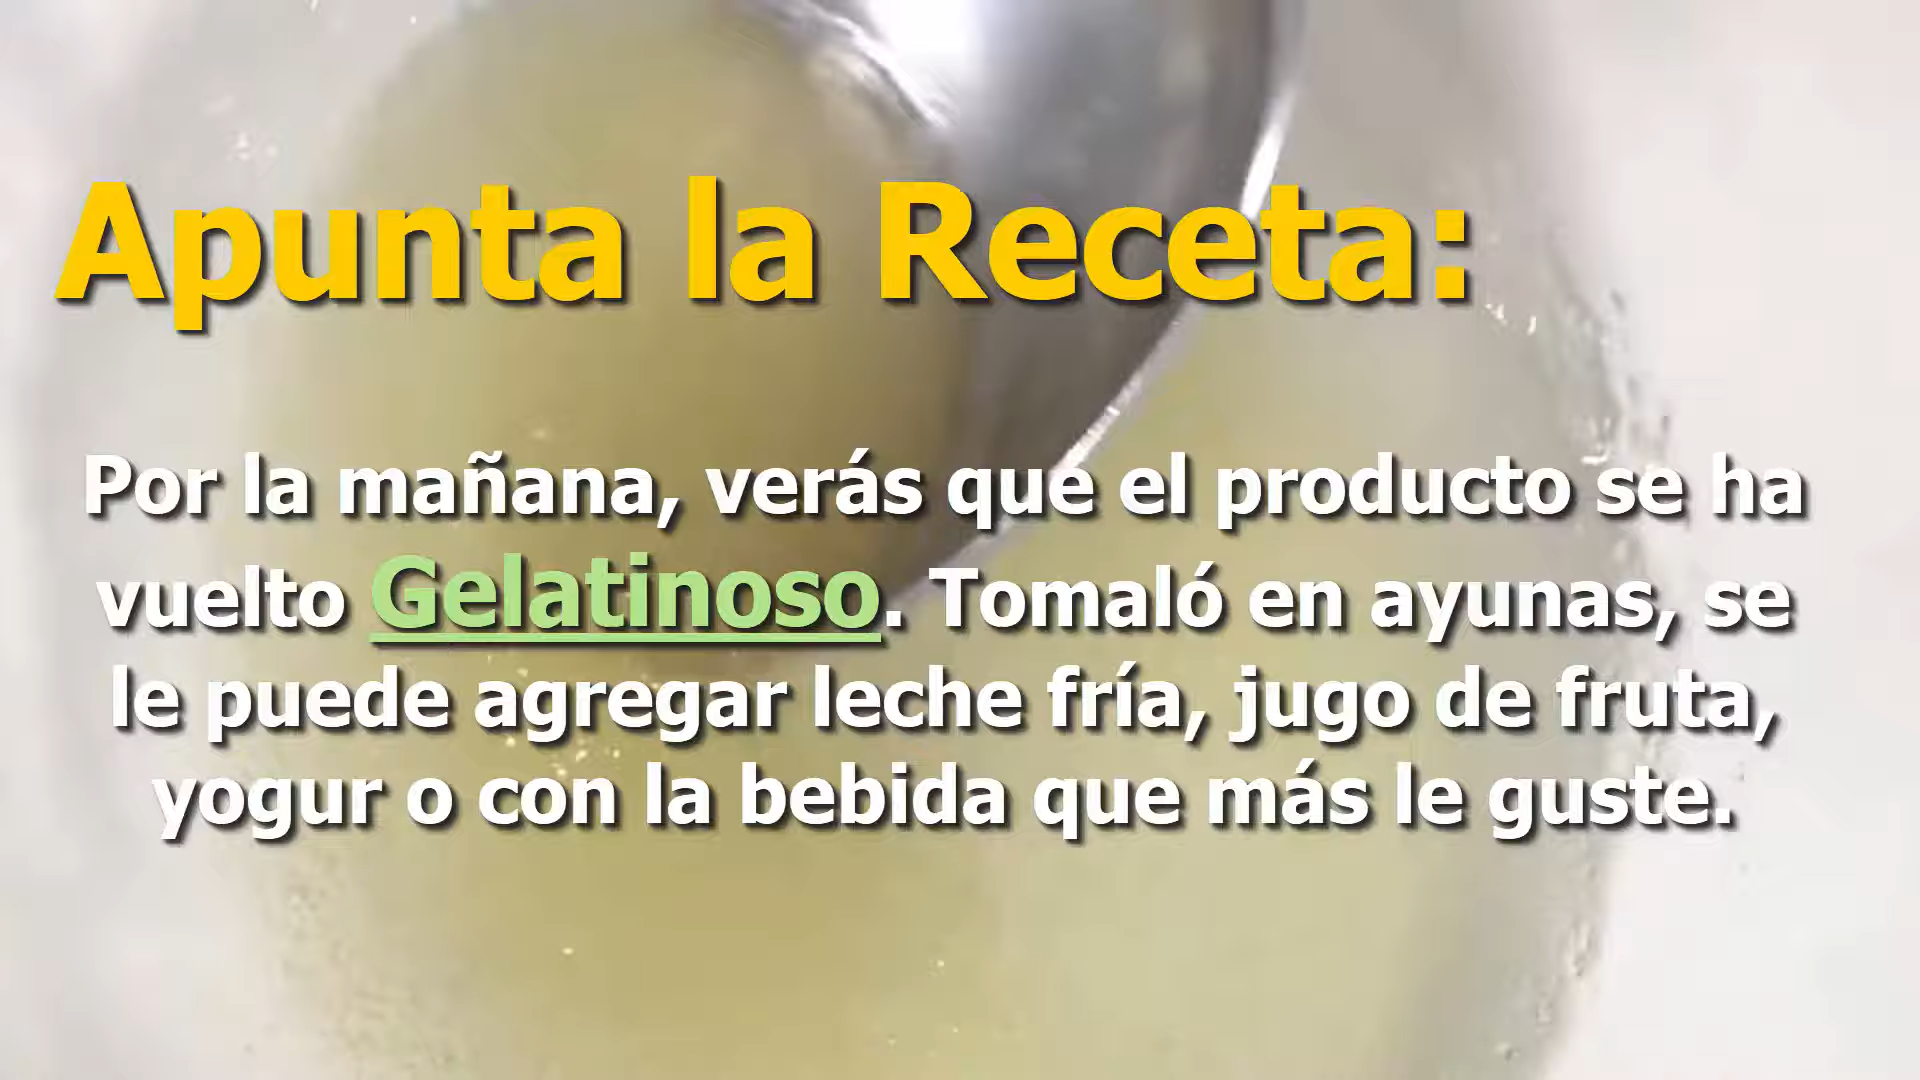 Apunta la Receta:
Por la mañana, verás que el producto se ha
vuelto Gelatinoso. Tomaló en ayunas, se
le puede agregar leche fría, jugo de fruta,
yogur o con la bebida que más le guste.